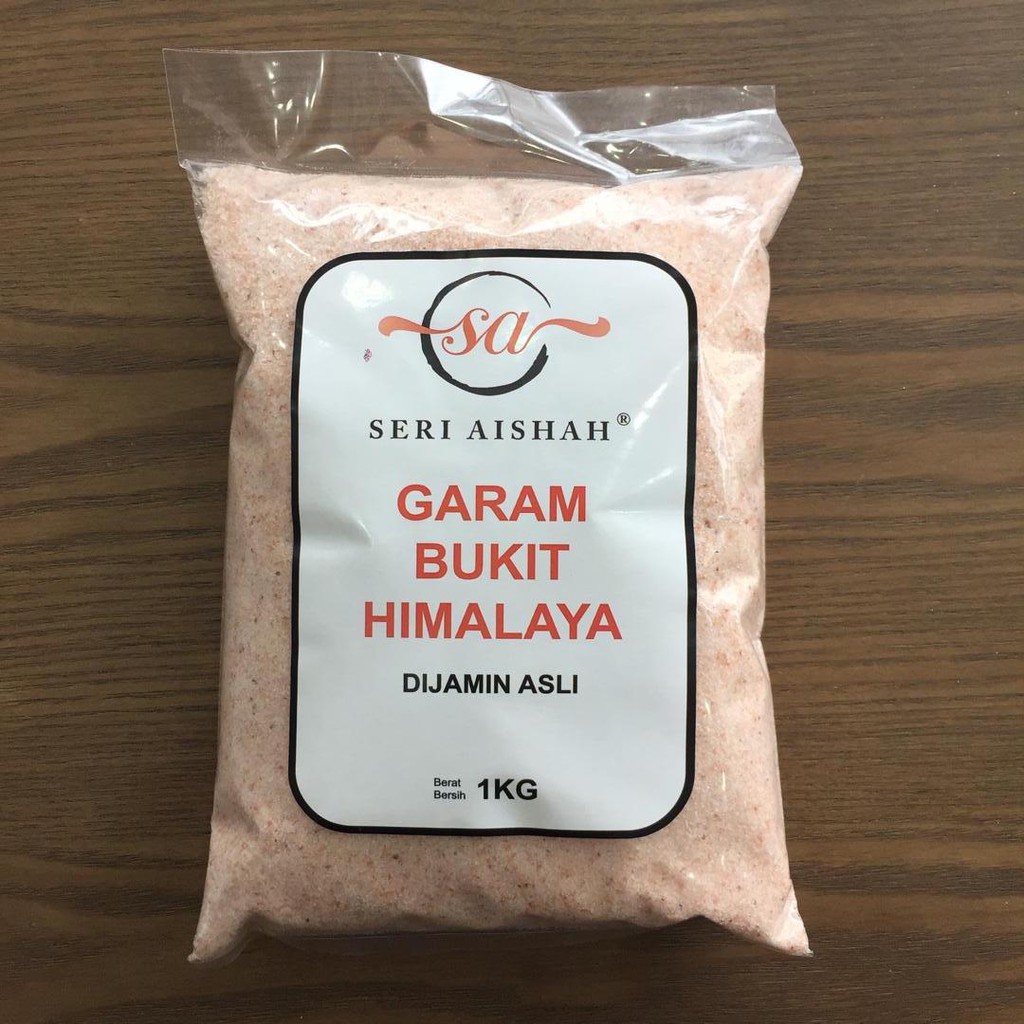 sa
SERI AISHAH®
GARAM
BUKIT
HIMALAYA
DIJAMIN ASLI
Berat
Bersih 1KG